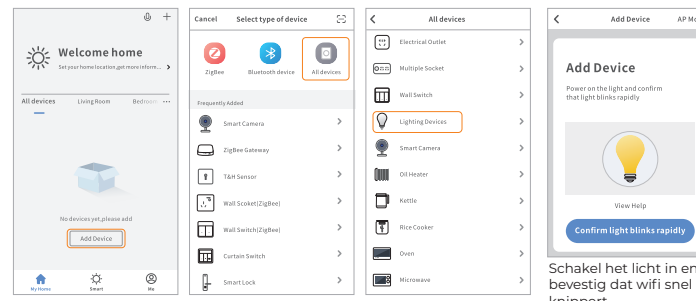 Welcome home
Set your home location,get more inform...
All devices Living Room Bedroom ...
No devices yet,please add
Add Device
My Home Smart Me
Cancel Select type of device
ZigBee Bluetooth device All devices
Frequently Added
Smart Camera
ZigBee Gateway
T&H Sensor
Wall Scoket(ZigBee)
Wall Switch(ZigBee)
Curtain Switch
Smart Lock
All devices
Electrical Outlet
Multiple Socket
Wall Switch
Lighting Devices
Smart Camera
Oil Heater
Kettle
Rice Cooker
Oven
Microwave
Add Device AP Mo
Add Device
Power on the light and confirm
that light blinks rapidly
View Help
Confirm light blinks rapidly
Schakel het licht in en
bevestig dat wifi snel
knippert